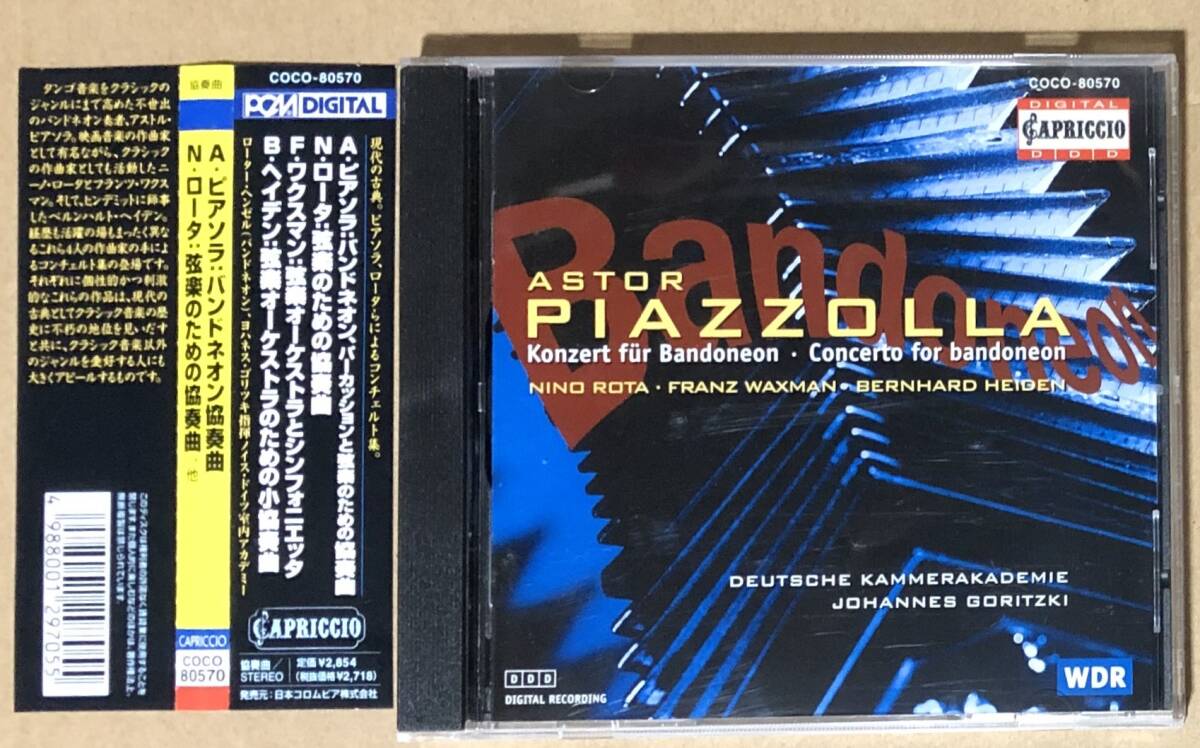 タンゴ音楽をクラシックの
ジャンルにまで高めた不世出
のバンドネオン奏者、アストル・
ピアソラ。映画音楽の作曲家
として有名ながら、クラシック
の作曲家としても活動したニ
ーノ・ロータとフランツ・ワクス
マン。そして、ヒンデミットに師事
したベルンハルト・ヘイデン。
経歴も活躍の場もまったく異な
るこれら4人の作曲家の手によ
るコンチェルト集の登場です。
それぞれに個性的かつ刺激
的なこれらの作品は、現代の
古典としてクラシック音楽の歴
史に不朽の地位を見いだす
と共に、クラシック音楽以外
のジャンルを愛好する人にも
大きくアピールするものです。
4 988001 297055
協奏曲
A・ピアソラ:バンドネオン協奏曲
N・ロータ:弦楽のための協奏曲 他
CAPRICCIO
COCO
80570
COCO-80570
PCM DIGITAL
現代の古典。ピアソラ、ロータらによるコンチェルト集。
A・ピアソラ:バンドネオン、パーカッションと弦楽のための協奏曲
N・ロータ:弦楽のための協奏曲
F・ワクスマン:弦楽オーケストラとシンフォニエッタ
B・ヘイデン:弦楽オーケストラのための小協奏曲
ローター・ヘンゼル(バンドネオン)、ヨハネス・ゴリツキ指揮ノイス・ドイツ室内アカデミー
CAPRICCIO
協奏曲/STEREO
定価¥2,854
(税抜価格¥2,718)
発売元:日本コロムビア株式会社
COCO-80570
DIGITAL
CAPRICCIO
D D D
Bandoneon
ASTOR
PIAZZOLLA
Konzert für Bandoneon · Concerto for bandoneon
NINO ROTA · FRANZ WAXMAN · BERNHARD HEIDEN
DEUTSCHE KAMMERAKADEMIE
JOHANNES GORITZKI
D D D
DIGITAL RECORDING
WDR